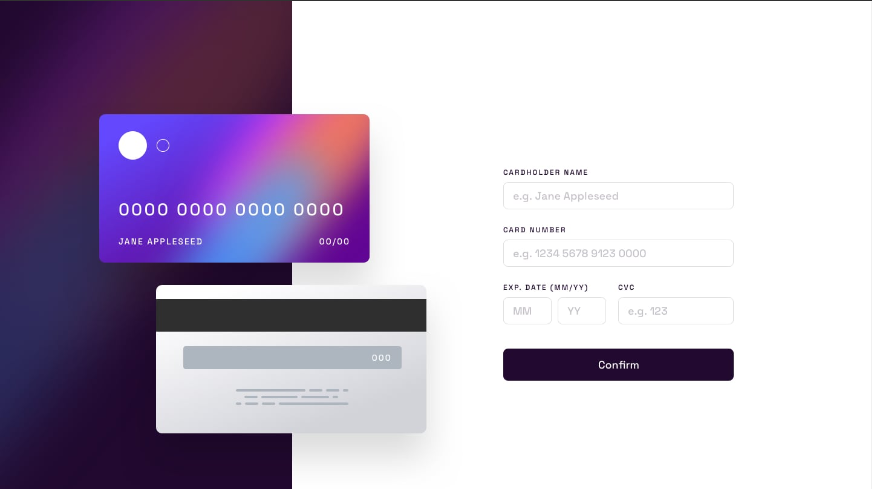 0000 0000 0000 0000
JANE APPLESEED 00/00
000
CARDHOLDER NAME
e.g. Jane Appleseed
CARD NUMBER
e.g. 1234 5678 9123 0000
EXP. DATE (MM/YY) CVC
MM YY e.g. 123
Confirm